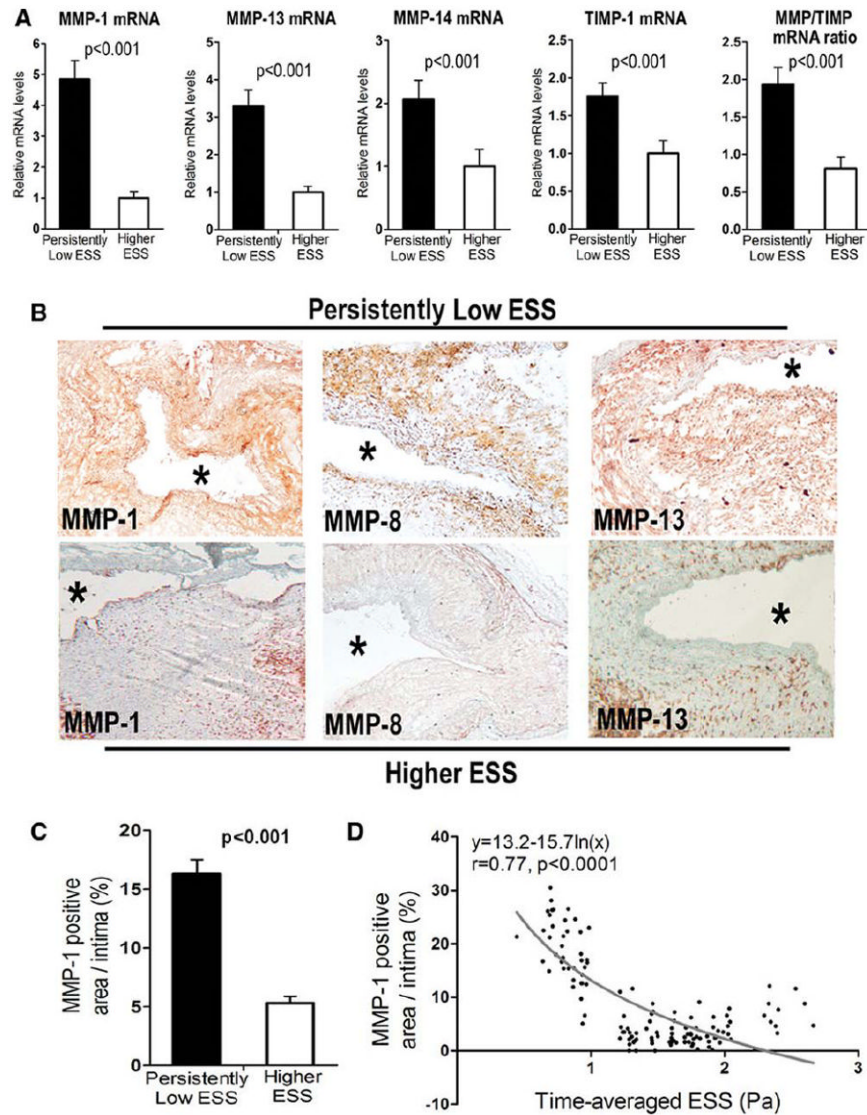 A
MMP-1 mRNA
p<0.001
Relative mRNA levels
6
5
4
3
2
1
0
Persistently
Low ESS
Higher
ESS
MMP-13 mRNA
p<0.001
Relative mRNA levels
5
4
3
2
1
0
Persistently
Low ESS
Higher
ESS
MMP-14 mRNA
p<0.001
Relative mRNA levels
3
2
1
0
Persistently
Low ESS
Higher
ESS
TIMP-1 mRNA
p<0.001
Relative mRNA levels
2.5
2.0
1.5
1.0
0.5
0.0
Persistently
Low ESS
Higher
ESS
MMP/TIMP
mRNA ratio
p<0.001
Relative mRNA levels
2.5
2.0
1.5
1.0
0.5
0.0
Persistently
Low ESS
Higher
ESS
B
Persistently Low ESS
*
MMP-1
*
MMP-8
*
MMP-13
*
MMP-1
*
MMP-8
*
MMP-13
Higher ESS
C
p<0.001
MMP-1 positive
area / intima (%)
20
15
10
5
0
Persistently
Low ESS
Higher
ESS
D
y=13.2-15.7ln(x)
r=0.77, p<0.0001
MMP-1 positive
area / intima (%)
40
30
20
10
0
-10
1
2
3
Time-averaged ESS (Pa)